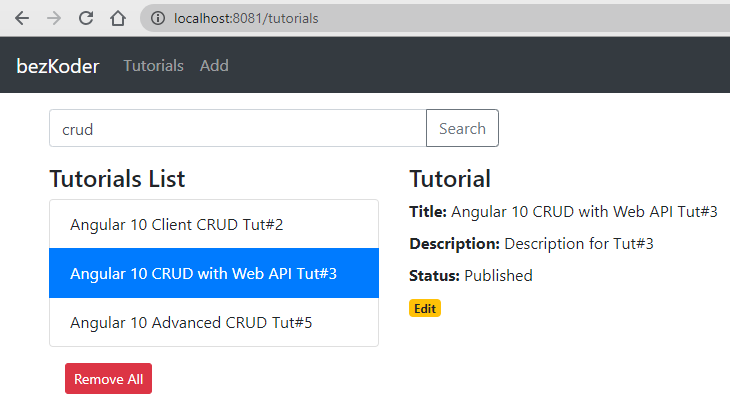 localhost:8081/tutorials
bezKoder Tutorials Add
crud Search
Tutorials List
Angular 10 Client CRUD Tut#2
Angular 10 CRUD with Web API Tut#3
Angular 10 Advanced CRUD Tut#5
Remove All
Tutorial
Title: Angular 10 CRUD with Web API Tut#3
Description: Description for Tut#3
Status: Published
Edit